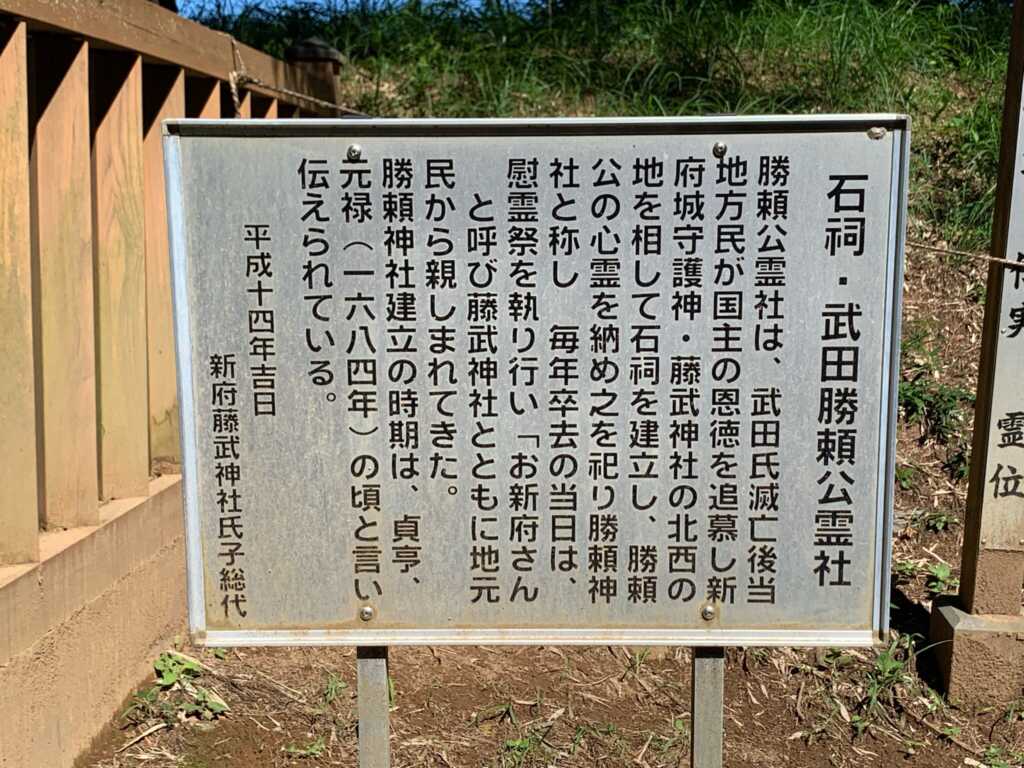 石祠・武田勝頼公霊社
勝頼公霊社は、武田氏滅亡後当
地方民が国主の恩徳を追慕し新
府城守護神・藤武神社の北西の
地を相して石祠を建立し、勝頼
公の心霊を納め之を祀り勝頼神
社と称し　毎年卒去の当日は、
慰霊祭を執り行い「お新府さん
と呼び藤武神社とともに地元
民から親しまれてきた。
勝頼神社建立の時期は、貞亨、
元禄（一六八四年）の頃と言い
伝えられている。
平成十四年吉日
新府藤武神社氏子総代
霊位